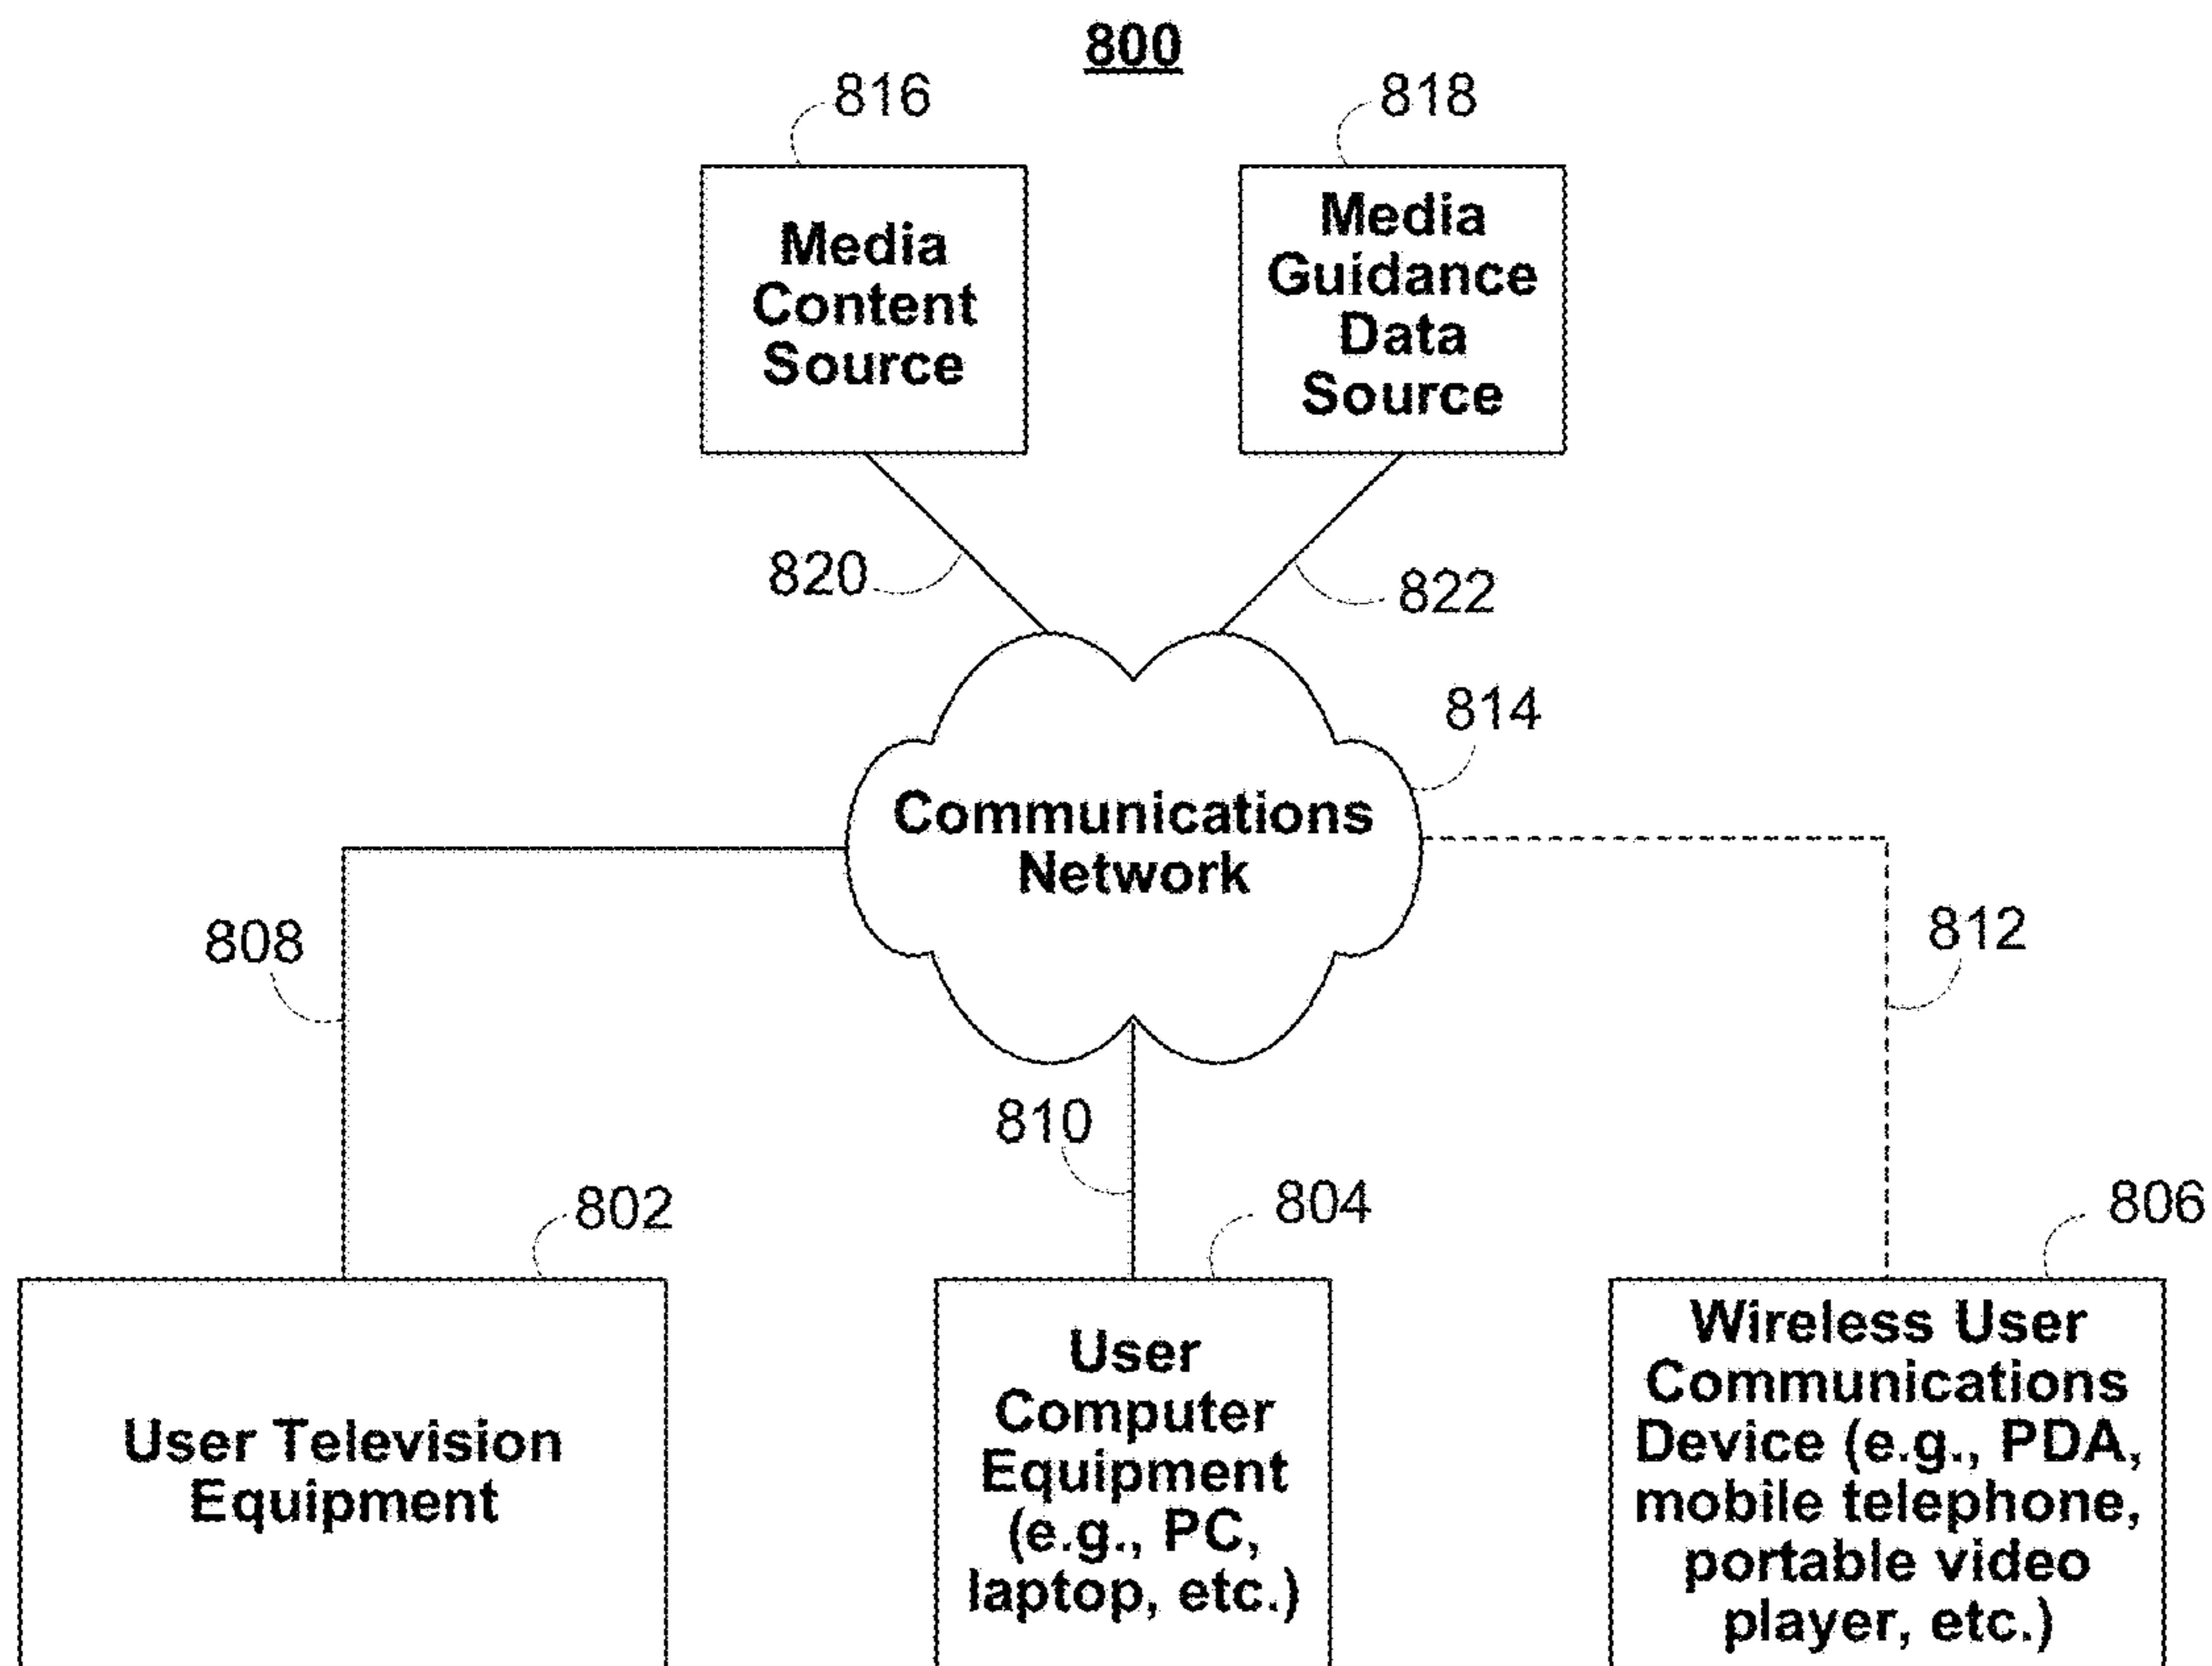 800
816
818
Media
Content
Source
Media
Guidance
Data
Source
820
822
814
Communications
Network
808
812
810
802
804
806
User Television
Equipment
User
Computer
Equipment
(e.g., PC,
laptop, etc.)
Wireless User
Communications
Device (e.g., PDA,
mobile telephone,
portable video
player, etc.)